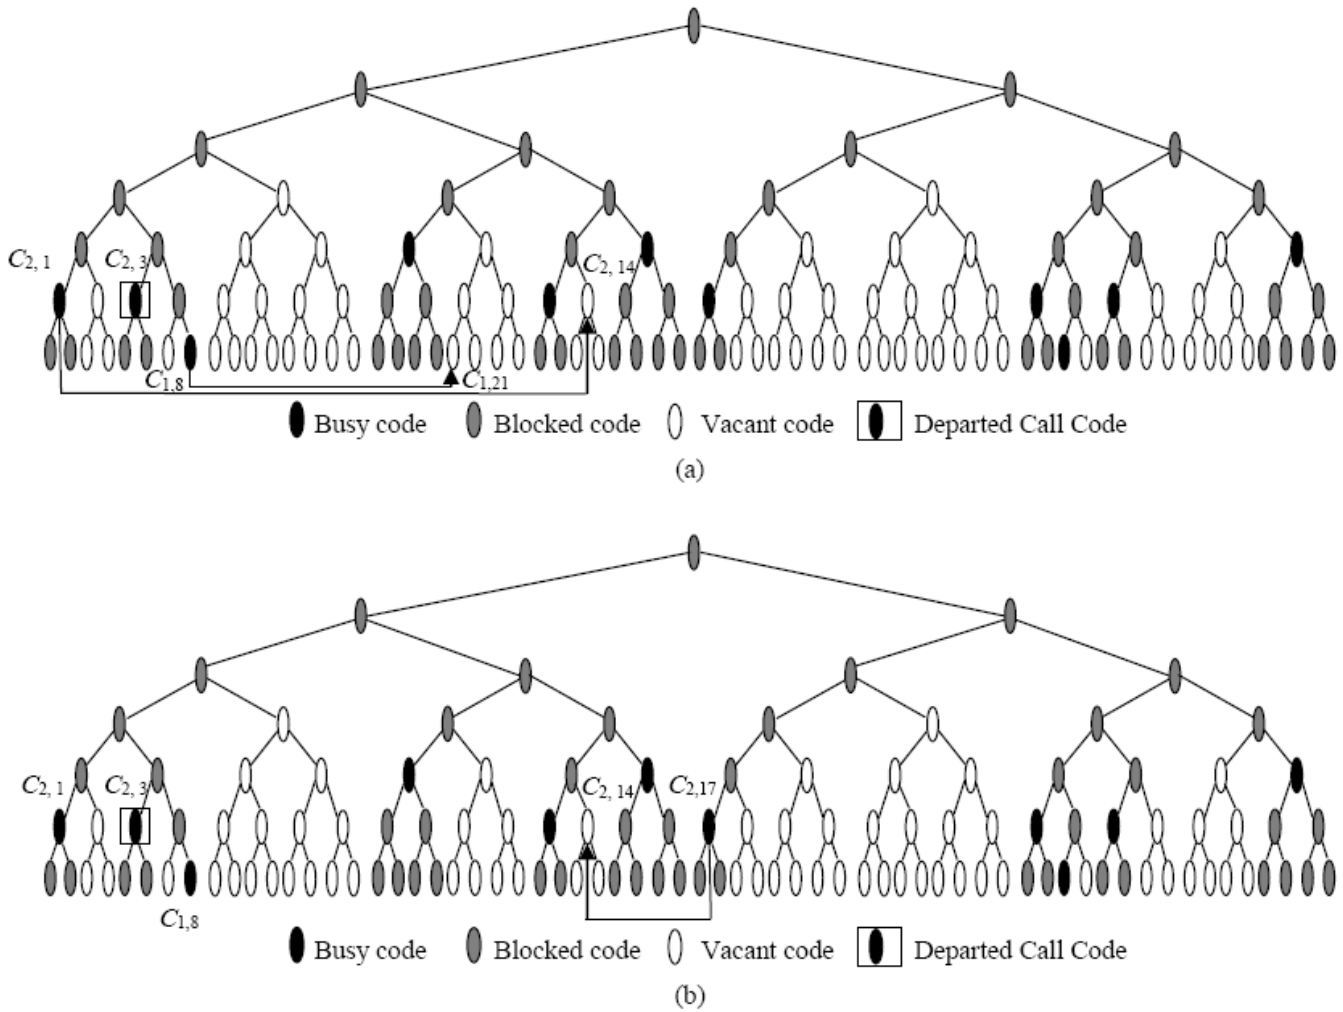 C2, 1 C2, 3 C2, 14
C1,8 C1,21
Busy code Blocked code Vacant code Departed Call Code
(a)
C2, 1 C2, 3 C2, 14 C2,17
C1,8
Busy code Blocked code Vacant code Departed Call Code
(b)